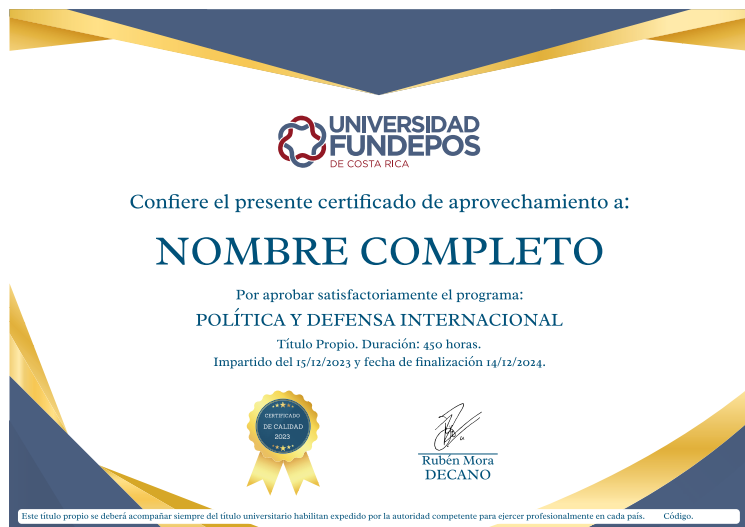 UNIVERSIDAD
FUNDEPOS
DE COSTA RICA
Confiere el presente certificado de aprovechamiento a:
NOMBRE COMPLETO
Por aprobar satisfactoriamente el programa:
POLÍTICA Y DEFENSA INTERNACIONAL
Título Propio. Duración: 450 horas.
Impartido del 15/12/2023 y fecha de finalización 14/12/2024.
CERTIFICADO
DE CALIDAD
2023
Rubén Mora
DECANO
Este título propio se deberá acompañar siempre del título universitario habilitan expedido por la autoridad competente para ejercer profesionalmente en cada país. Código.